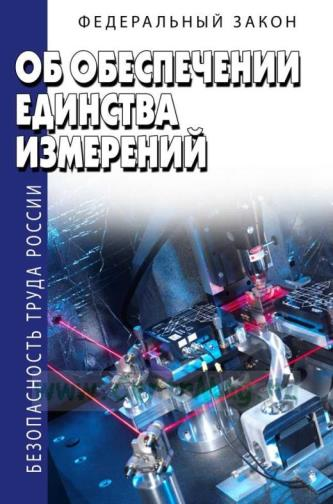 ФЕДЕРАЛЬНЫЙ ЗАКОН
ОБ ОБЕСПЕЧЕНИИ
ЕДИНСТВА
ИЗМЕРЕНИЙ
БЕЗОПАСНОСТЬ ТРУДА РОССИИ